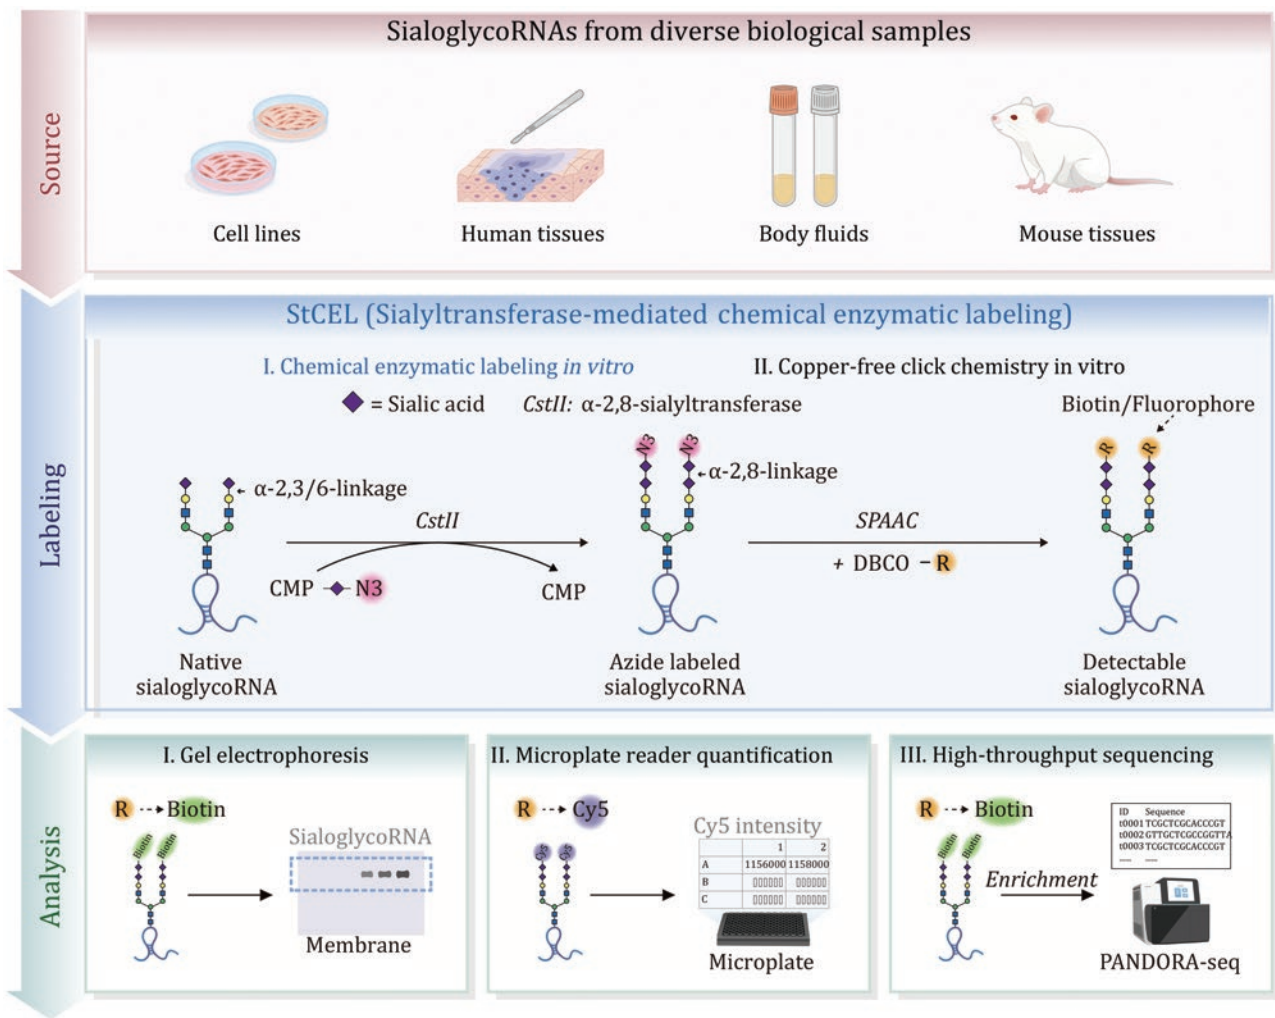 SialoglycoRNAs from diverse biological samples
Source
Cell lines
Human tissues
Body fluids
Mouse tissues
StCEL (Sialyltransferase-mediated chemical enzymatic labeling)
Labeling
I. Chemical enzymatic labeling in vitro
II. Copper-free click chemistry in vitro
= Sialic acid
CstII: α-2,8-sialyltransferase
Biotin/Fluorophore
N3 N3
R R
α-2,3/6-linkage
α-2,8-linkage
CstII
SPAAC
CMP N3
CMP
+ DBCO – R
Native
sialoglycoRNA
Azide labeled
sialoglycoRNA
Detectable
sialoglycoRNA
Analysis
I. Gel electrophoresis
R Biotin
Biotin Biotin
SialoglycoRNA
Membrane
II. Microplate reader quantification
R Cy5
Cy5 Cy5
Cy5 intensity
1 2
A 1156000 1158000
B
C
Microplate
III. High-throughput sequencing
R Biotin
Biotin Biotin
Enrichment
ID Sequence
t0001 TCGCTCGCACCCGT
t0002 GTTGCTCGCCGGTTA
t0003 TCGCTCGCACCCGT
...... ......
PANDORA-seq